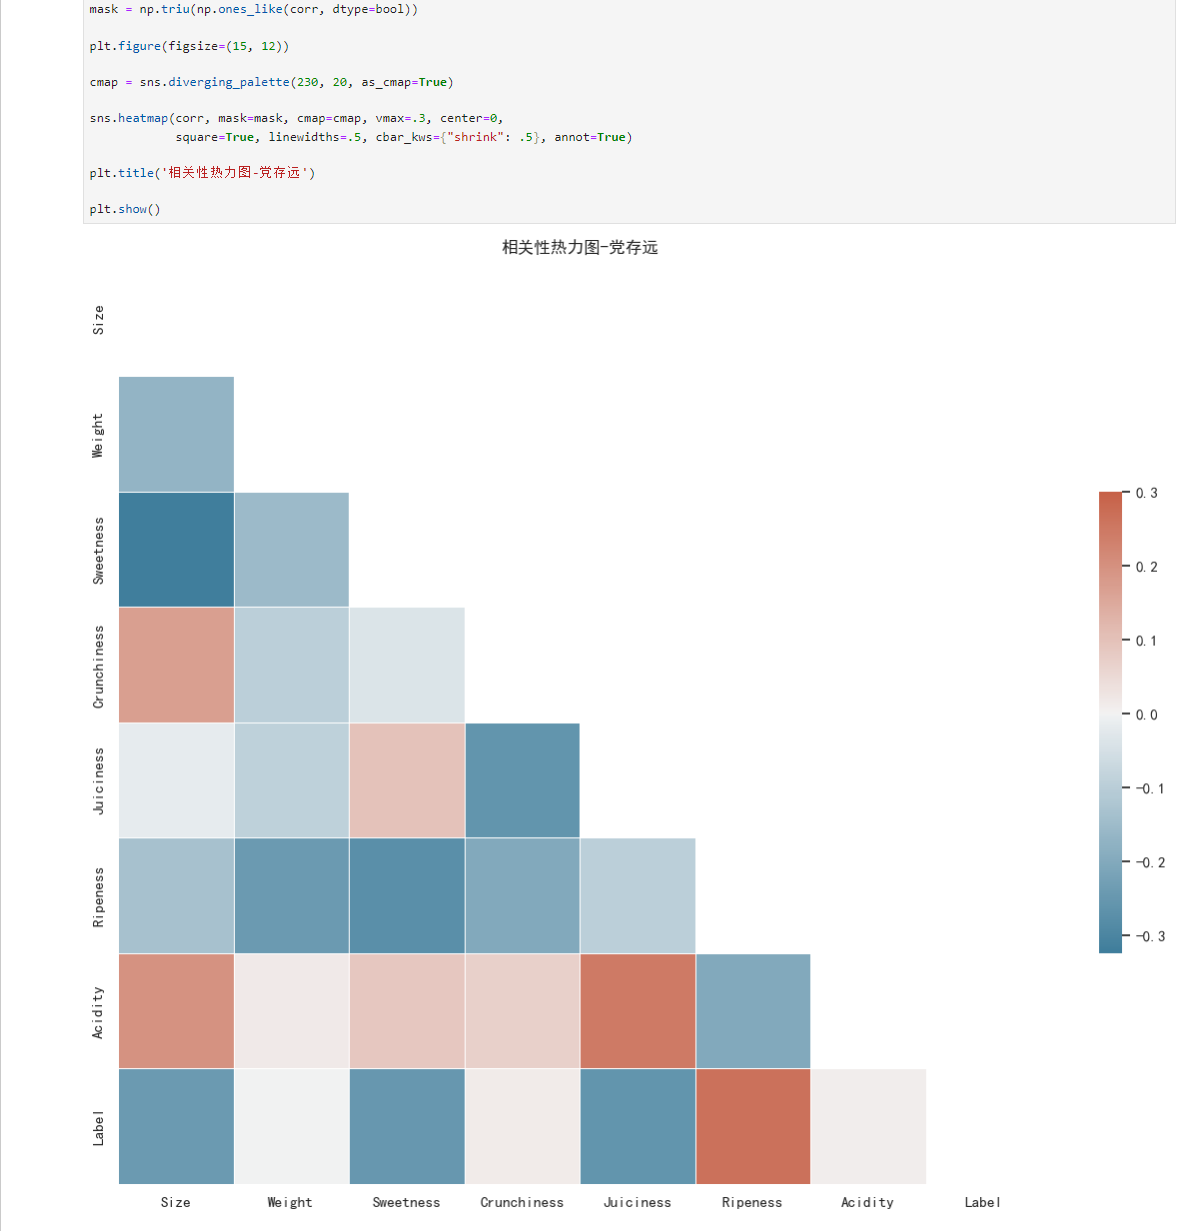 mask = np.triu(np.ones_like(corr, dtype=bool))
plt.figure(figsize=(15, 12))
cmap = sns.diverging_palette(230, 20, as_cmap=True)
sns.heatmap(corr, mask=mask, cmap=cmap, vmax=.3, center=0,
square=True, linewidths=.5, cbar_kws={"shrink": .5}, annot=True)
plt.title('相关性热力图-党存远')
plt.show()
相关性热力图-党存远
Size
Weight
Sweetness
Crunchiness
Juiciness
Ripeness
Acidity
Label
0.3
0.2
0.1
0.0
-0.1
-0.2
-0.3
Size Weight Sweetness Crunchiness Juiciness Ripeness Acidity Label